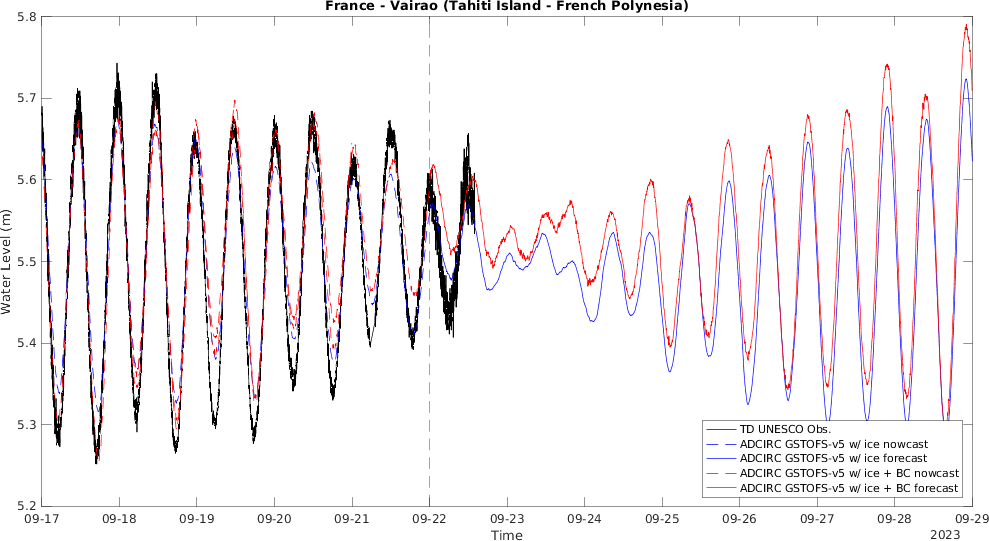 France - Vairao (Tahiti Island - French Polynesia)
5.8
5.7
5.6
5.5
5.4
5.3
5.2
Water Level (m)
TD UNESCO Obs.
ADCIRC GSTOFS-v5 w/ ice nowcast
ADCIRC GSTOFS-v5 w/ ice forecast
ADCIRC GSTOFS-v5 w/ ice + BC nowcast
ADCIRC GSTOFS-v5 w/ ice + BC forecast
09-17 09-18 09-19 09-20 09-21 09-22 09-23 09-24 09-25 09-26 09-27 09-28 09-29
Time 2023